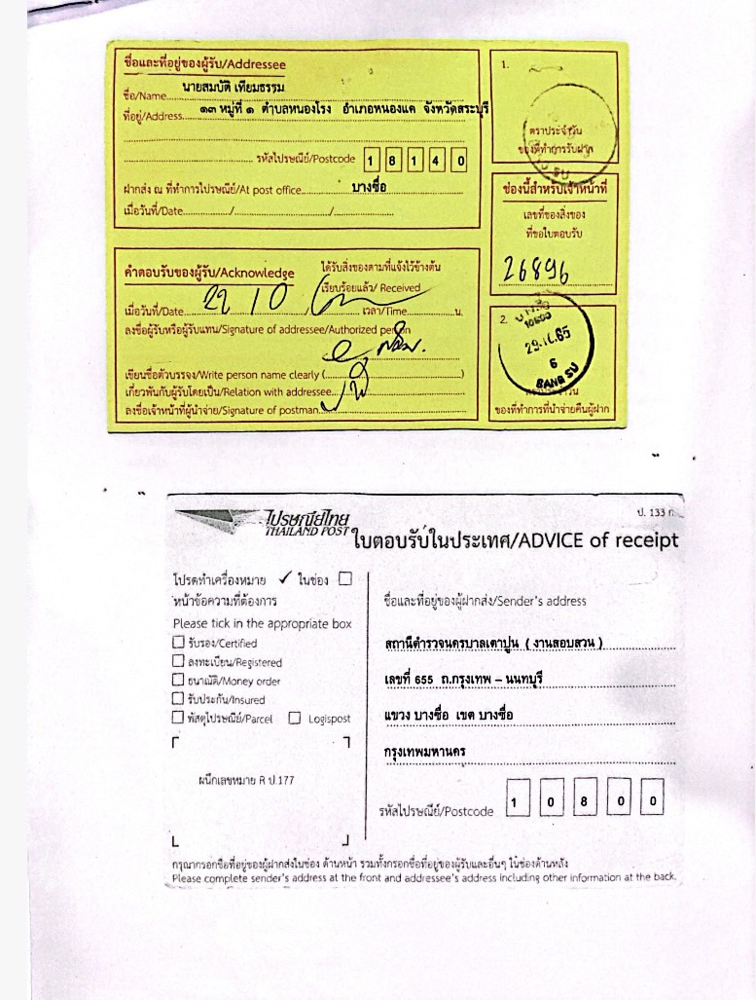 ชื่อและที่อยู่ของผู้รับ/Addressee
ชื่อ/Name นายสมบัติ เทียมธรรม
ที่อยู่/Address ๑๓ หมู่ที่ ๑ ตำบลหนองโรง อำเภอหนองแค จังหวัดสระบุรี
รหัสไปรษณีย์/Postcode 1 8 1 4 0
ฝากส่ง ณ ที่ทำการไปรษณีย์/At post office บางซื่อ
เมื่อวันที่/Date / /
1.
ตราประจำวัน
ของที่ทำการรับฝาก
ช่องนี้สำหรับเจ้าหน้าที่
เลขที่ของสิ่งของ
ที่ขอใบตอบรับ
26896
คำตอบรับของผู้รับ/Acknowledge
ได้รับสิ่งของตามที่แจ้งไว้ข้างต้น
เรียบร้อยแล้ว/ Received
เมื่อวันที่/Date 22 / 10 / เวลา/Time น.
ลงชื่อผู้รับหรือผู้รับแทน/Signature of addressee/Authorized person
เขียนชื่อตัวบรรจง/Write person name clearly ( )
เกี่ยวพันกับผู้รับโดยเป็น/Relation with addressee
ลงชื่อเจ้าหน้าที่ผู้นำจ่าย/Signature of postman
2.
10800
6
BANG SU
ของที่ทำการที่นำจ่ายคืนผู้ฝาก
ไปรษณีย์ไทย
THAILAND POST
ป. 133 ก.
ใบตอบรับในประเทศ/ADVICE of receipt
โปรดทำเครื่องหมาย ✓ ในช่อง ☐
หน้าข้อความที่ต้องการ
Please tick in the appropriate box
☐ รับรอง/Certified
☐ ลงทะเบียน/Registered
☐ ธนาณัติ/Money order
☐ รับประกัน/Insured
☐ พัสดุไปรษณีย์/Parcel ☐ Logispost
ผนึกเลขหมาย R ป.177
ชื่อและที่อยู่ของผู้ฝากส่ง/Sender's address
สถานีตำรวจนครบาลเตาปูน ( งานสอบสวน )
เลขที่ 655 ถ.กรุงเทพ – นนทบุรี
แขวง บางซื่อ เขต บางซื่อ
กรุงเทพมหานคร
รหัสไปรษณีย์/Postcode 1 0 8 0 0
กรุณากรอกชื่อที่อยู่ของผู้ฝากส่งในช่อง ด้านหน้า รวมทั้งกรอกชื่อที่อยู่ของผู้รับและอื่นๆ ในช่องด้านหลัง
Please complete sender's address at the front and addressee's address including other information at the back.